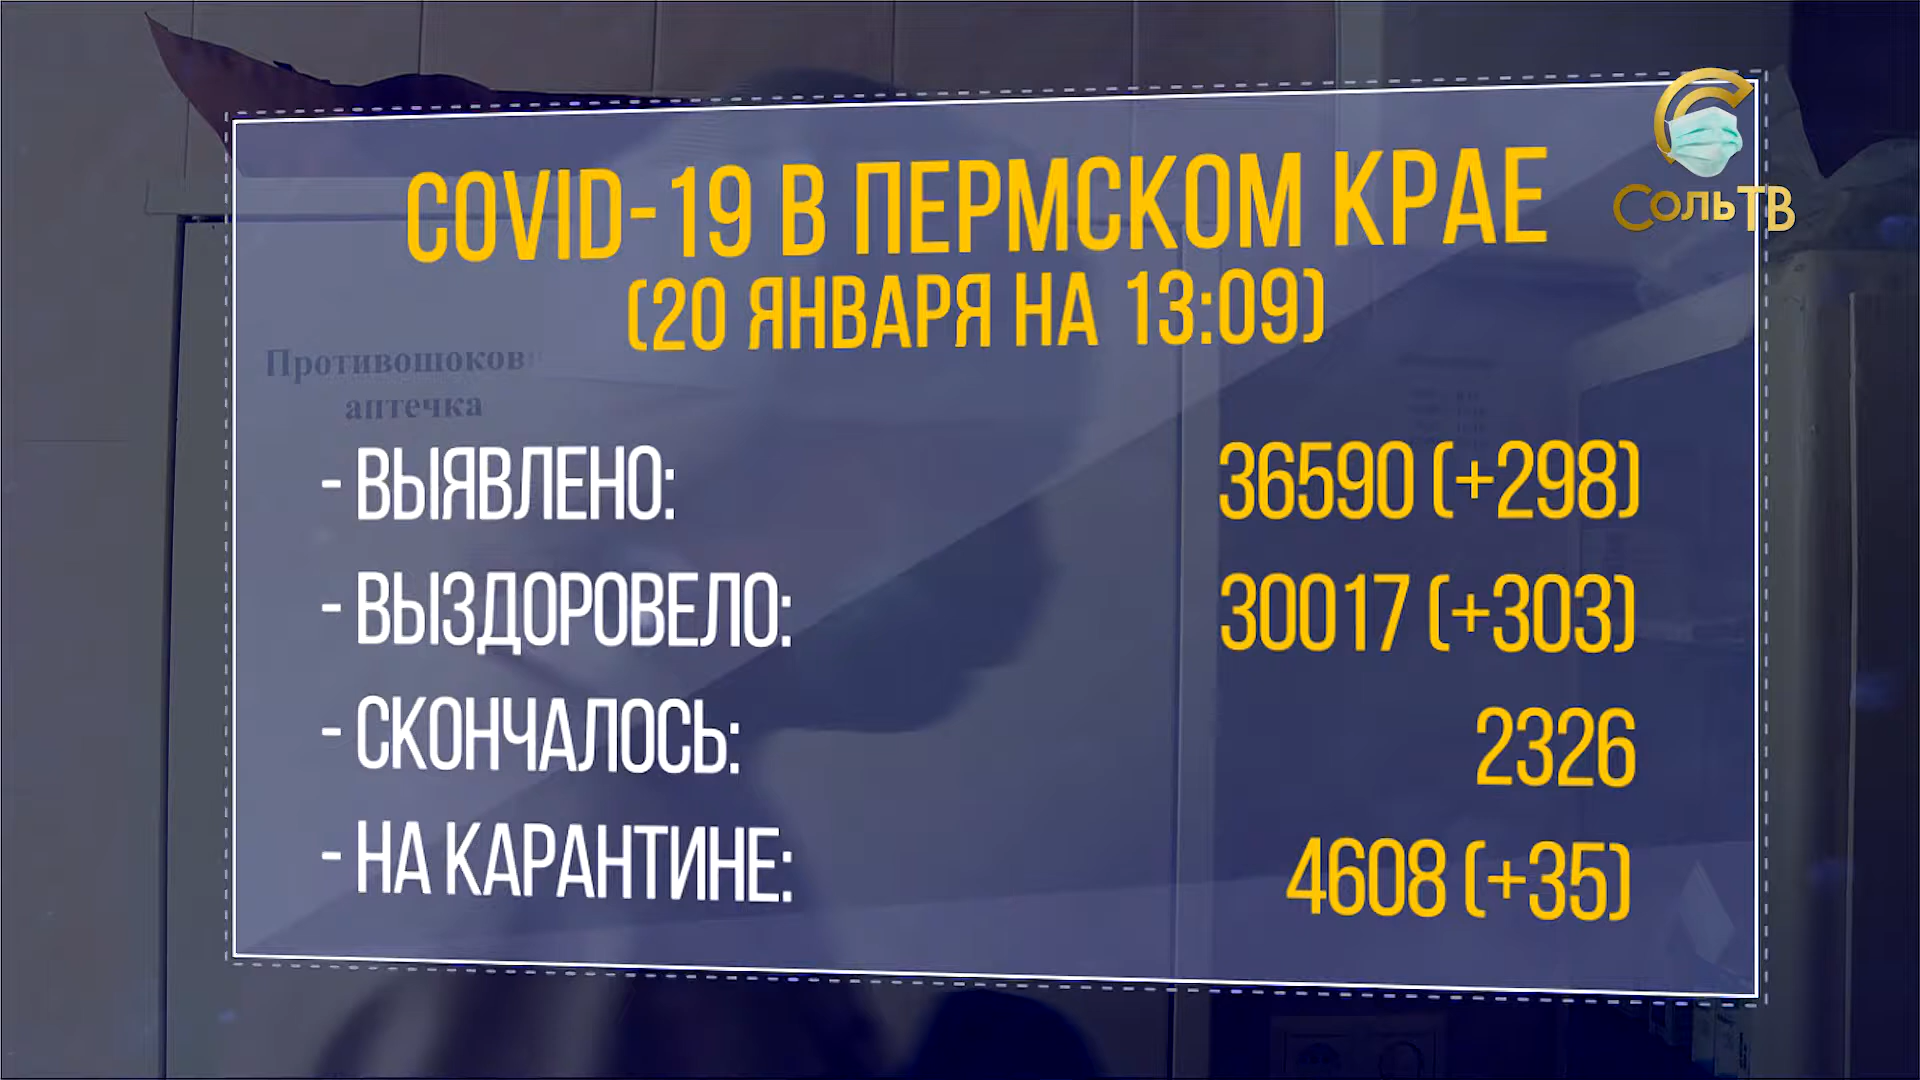 COVID-19 В ПЕРМСКОМ КРАЕ
(20 ЯНВАРЯ НА 13:09)
СольТВ
Противошоков
аптечка
- ВЫЯВЛЕНО: 36590 (+298)
- ВЫЗДОРОВЕЛО: 30017 (+303)
- СКОНЧАЛОСЬ: 2326
- НА КАРАНТИНЕ: 4608 (+35)